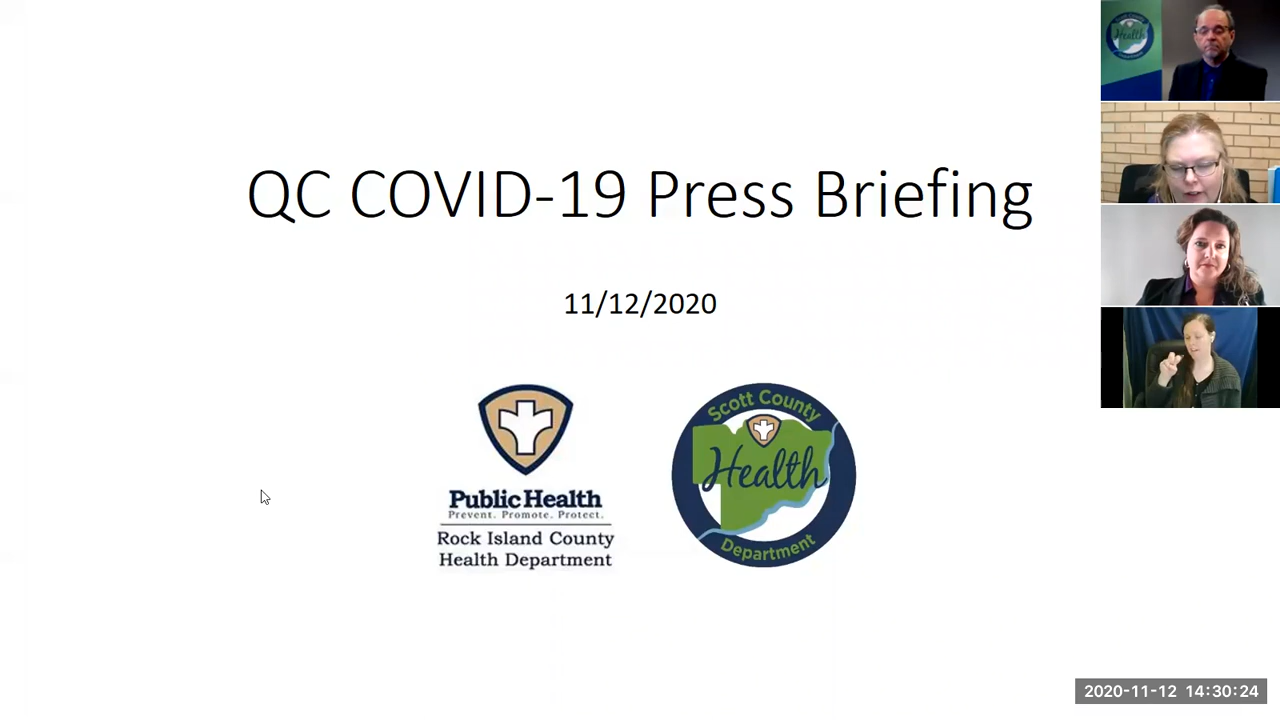 QC COVID-19 Press Briefing
11/12/2020
Public Health
Prevent. Promote. Protect.
Rock Island County
Health Department
Scott County
Health
Department
Health
2020-11-12 14:30:24